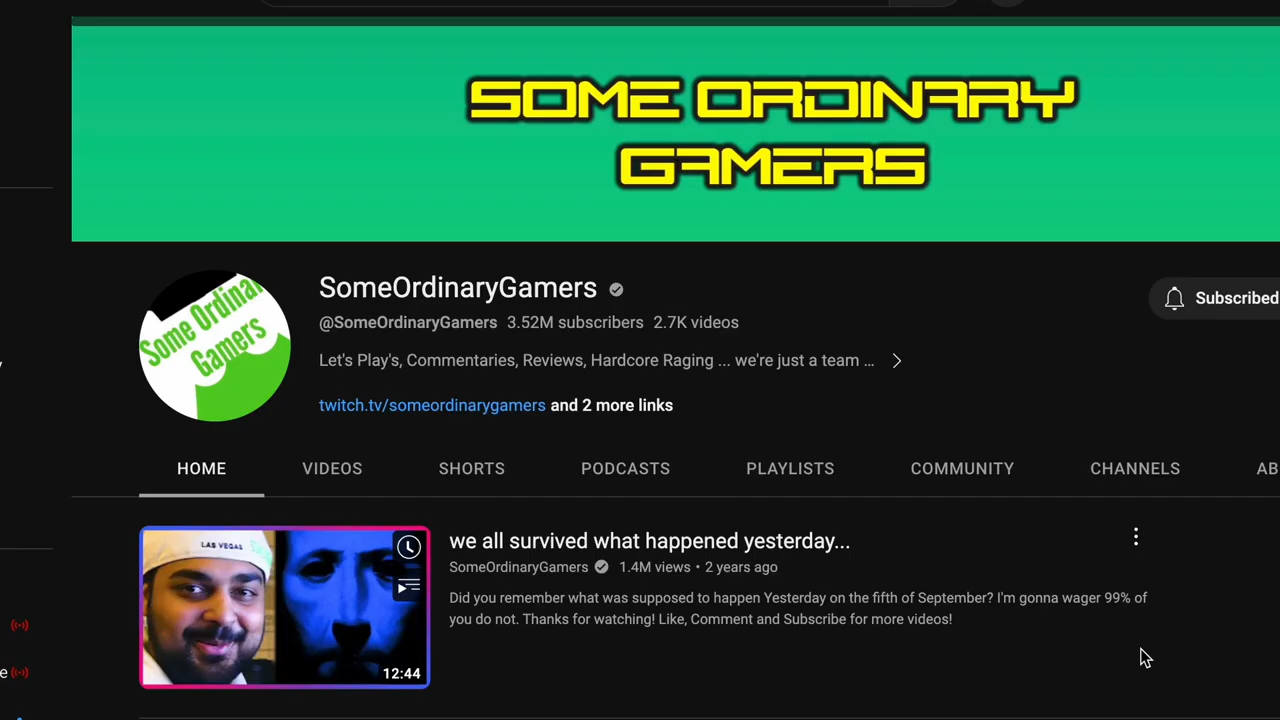 SOME ORDINARY
GAMERS
Some Ordinar
Gamers
SomeOrdinaryGamers
@SomeOrdinaryGamers 3.52M subscribers 2.7K videos
Subscribed
Let's Play's, Commentaries, Reviews, Hardcore Raging ... we're just a team ...
twitch.tv/someordinarygamers and 2 more links
HOME VIDEOS SHORTS PODCASTS PLAYLISTS COMMUNITY CHANNELS AB
LAS VEGAS
12:44
we all survived what happened yesterday...
SomeOrdinaryGamers 1.4M views • 2 years ago
Did you remember what was supposed to happen Yesterday on the fifth of September? I'm gonna wager 99% of
you do not. Thanks for watching! Like, Comment and Subscribe for more videos!